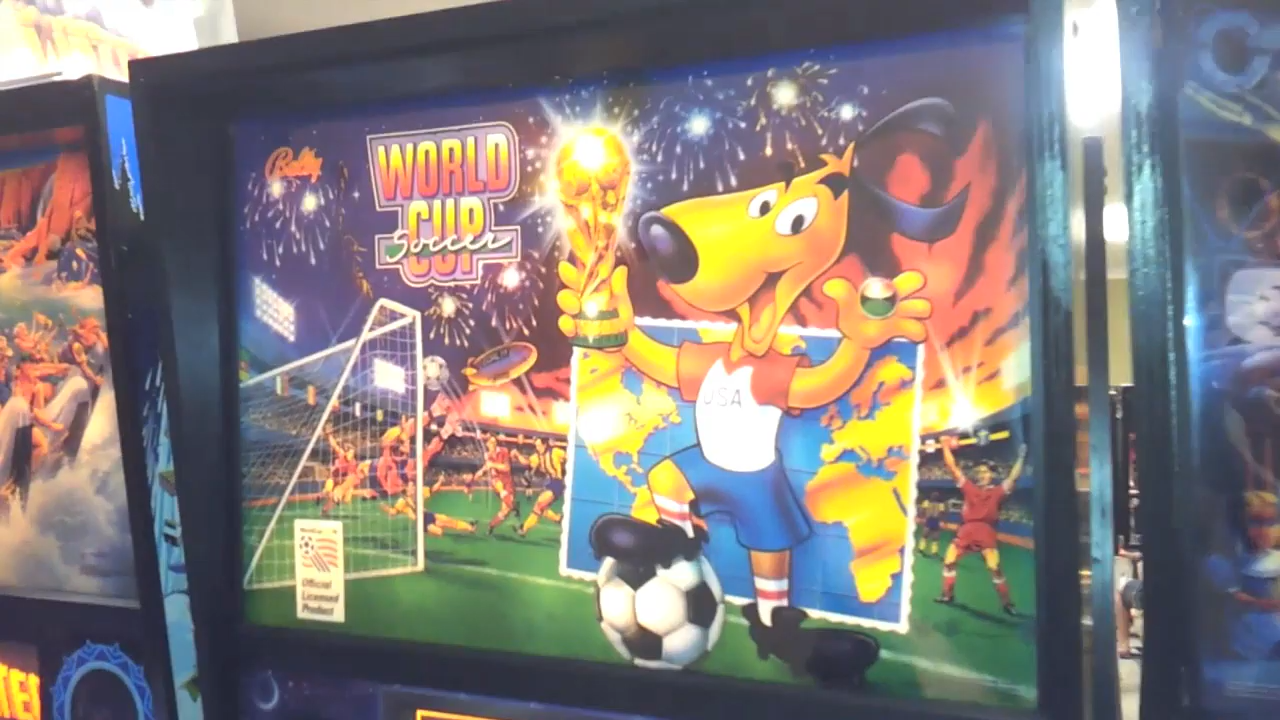 Bally
WORLD
CUP
Soccer
USA
Official
Licensed
Product